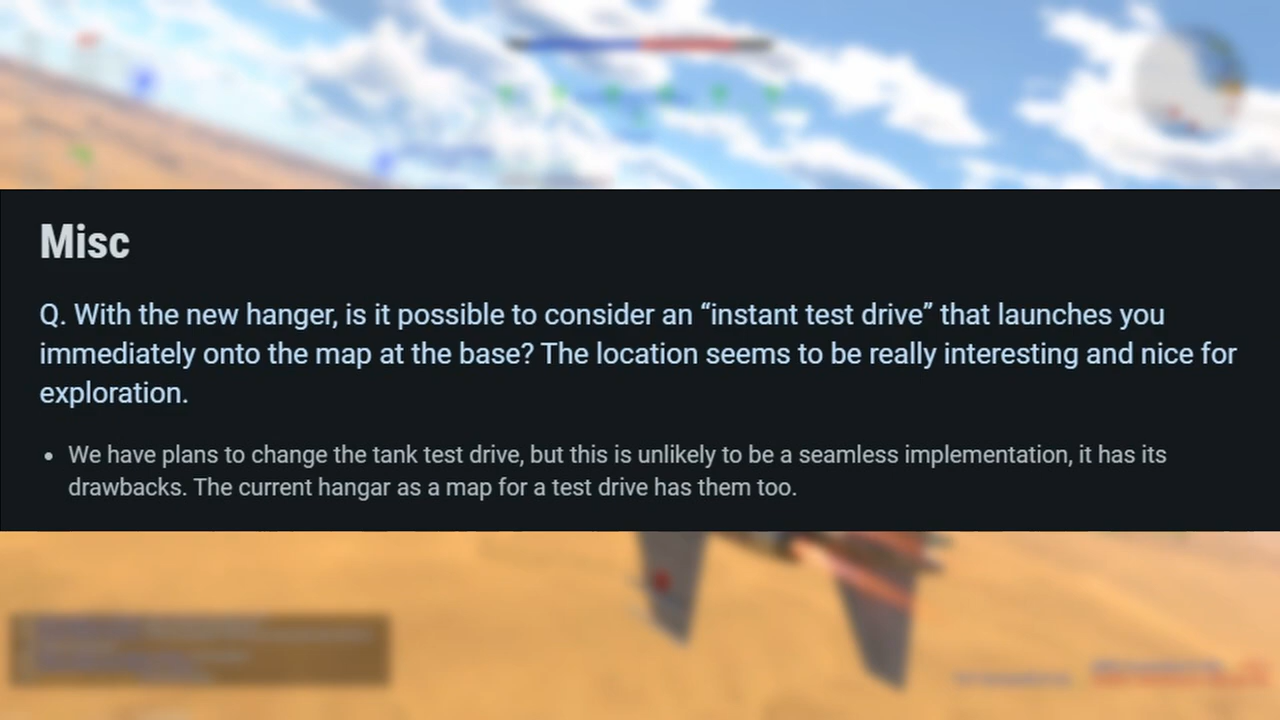 Misc
Q. With the new hanger, is it possible to consider an “instant test drive” that launches you
immediately onto the map at the base? The location seems to be really interesting and nice for
exploration.
• We have plans to change the tank test drive, but this is unlikely to be a seamless implementation, it has its
drawbacks. The current hangar as a map for a test drive has them too.